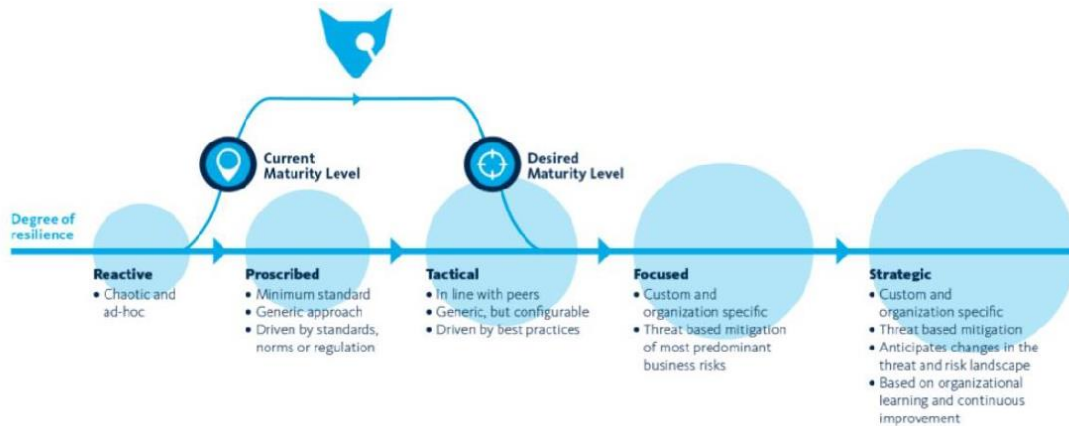 Current
Maturity Level
Desired
Maturity Level
Degree of
resilience
Reactive
• Chaotic and
ad-hoc
Proscribed
• Minimum standard
• Generic approach
• Driven by standards,
norms or regulation
Tactical
• In line with peers
• Generic, but configurable
• Driven by best practices
Focused
• Custom and
organization specific
• Threat based mitigation
of most predominant
business risks
Strategic
• Custom and
organization specific
• Threat based mitigation
• Anticipates changes in the
threat and risk landscape
• Based on organizational
learning and continuous
improvement